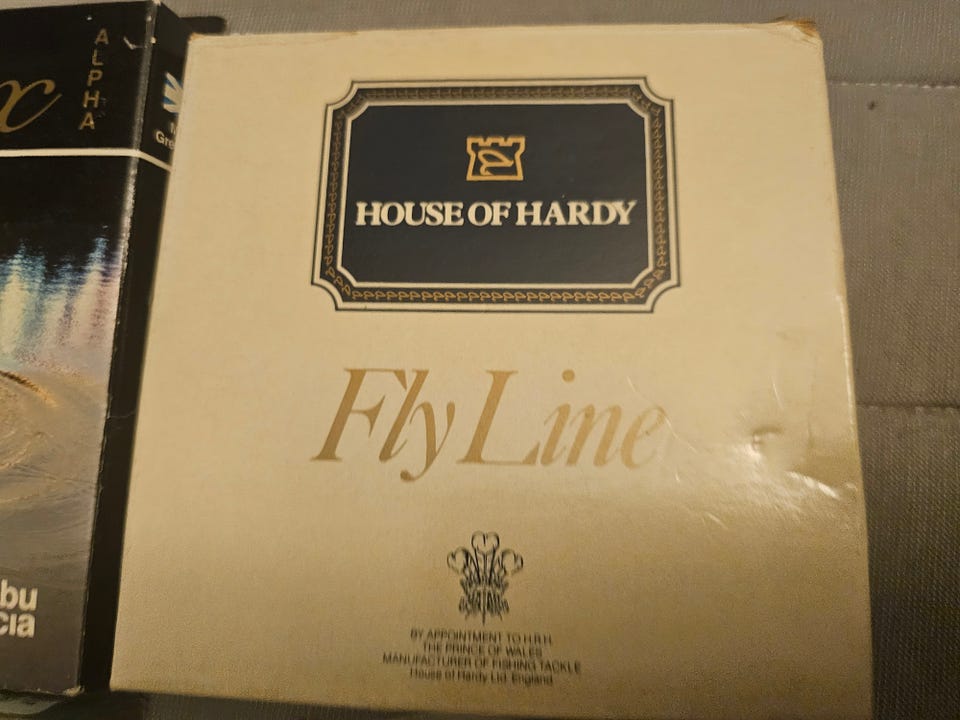 ALPHA
x
Gre
bu
cia
HOUSE OF HARDY
Fly Line
BY APPOINTMENT TO H.R.H.
THE PRINCE OF WALES
MANUFACTURER OF FISHING TACKLE
House of Hardy Ltd England